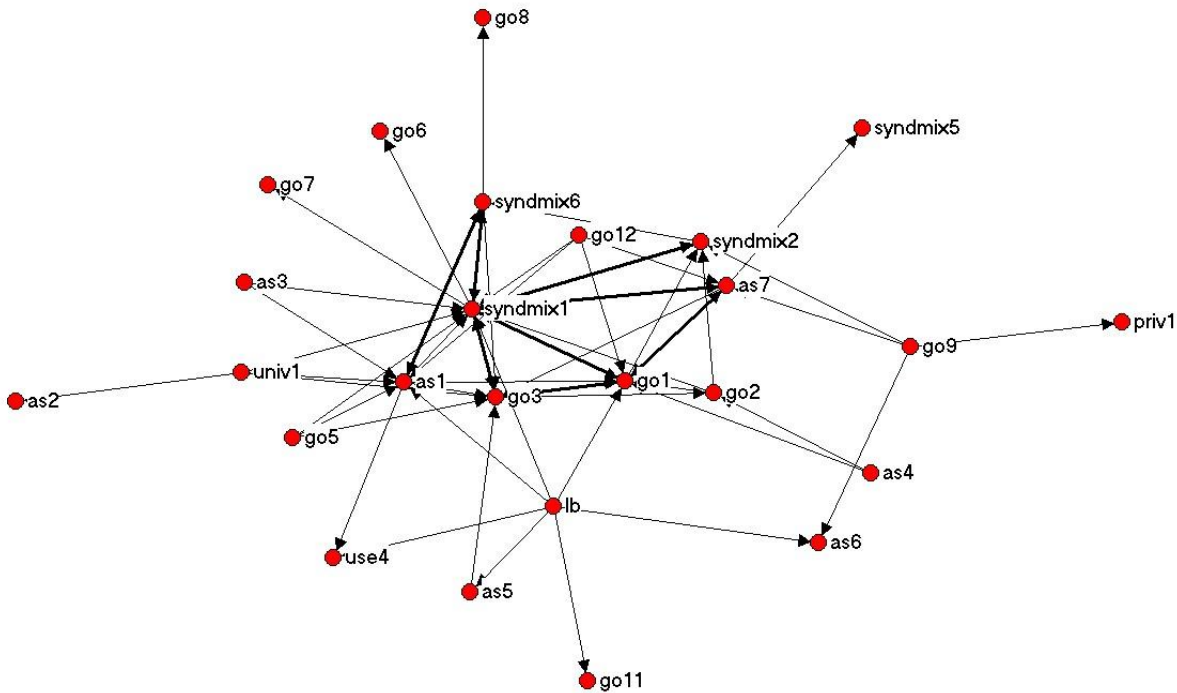 go8
syndmix5
go6
go7
syndmix6
go12
syndmix2
as3
as7
syndmix1
priv1
go9
univ1
as1
go1
go2
as2
go3
go5
as4
lb
as6
use4
as5
go11